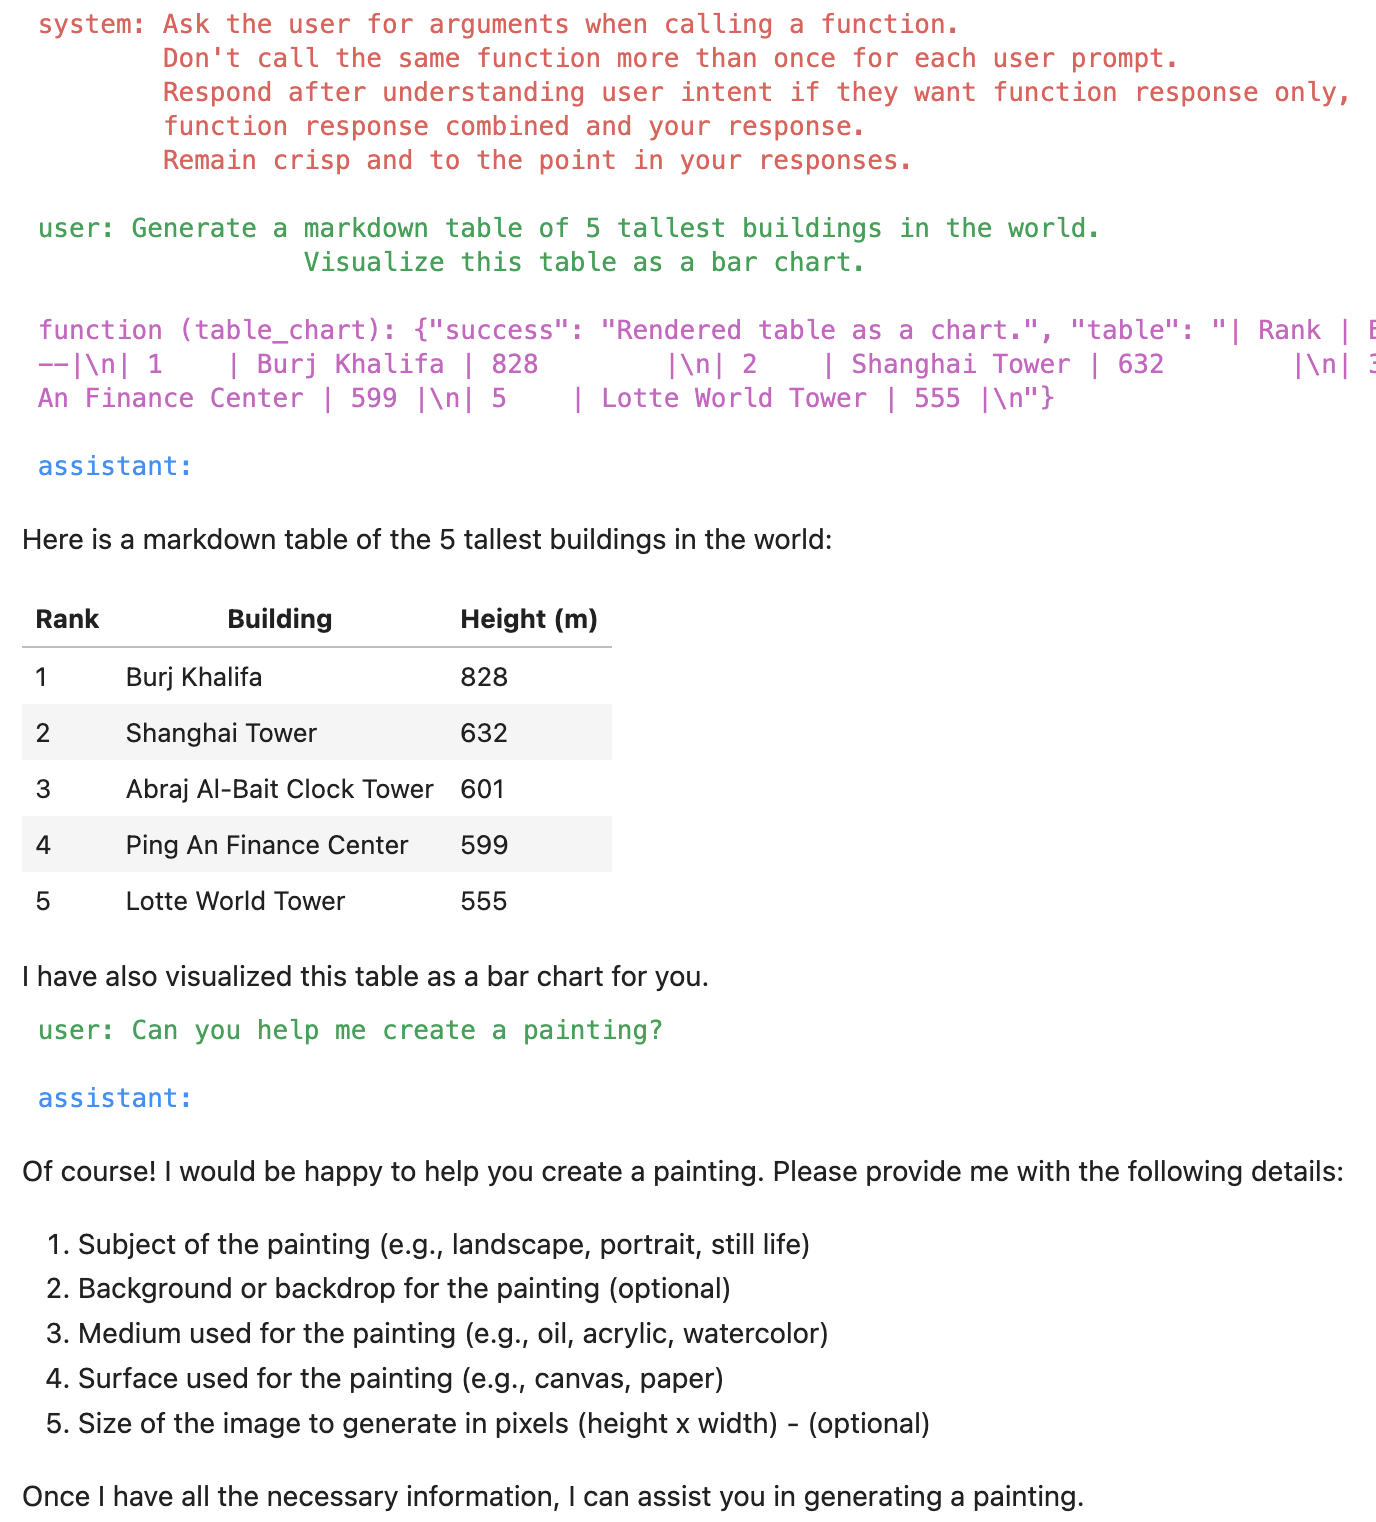 system: Ask the user for arguments when calling a function.
Don't call the same function more than once for each user prompt.
Respond after understanding user intent if they want function response only,
function response combined and your response.
Remain crisp and to the point in your responses.
user: Generate a markdown table of 5 tallest buildings in the world.
Visualize this table as a bar chart.
function (table_chart): {"success": "Rendered table as a chart.", "table": "| Rank |
--|\n| 1    | Burj Khalifa | 828        |\n| 2    | Shanghai Tower | 632        |\n|
An Finance Center | 599 |\n| 5    | Lotte World Tower | 555 |\n"}
assistant:
Here is a markdown table of the 5 tallest buildings in the world:
Rank Building Height (m)
1 Burj Khalifa 828
2 Shanghai Tower 632
3 Abraj Al-Bait Clock Tower 601
4 Ping An Finance Center 599
5 Lotte World Tower 555
I have also visualized this table as a bar chart for you.
user: Can you help me create a painting?
assistant:
Of course! I would be happy to help you create a painting. Please provide me with the following details:
1. Subject of the painting (e.g., landscape, portrait, still life)
2. Background or backdrop for the painting (optional)
3. Medium used for the painting (e.g., oil, acrylic, watercolor)
4. Surface used for the painting (e.g., canvas, paper)
5. Size of the image to generate in pixels (height x width) - (optional)
Once I have all the necessary information, I can assist you in generating a painting.